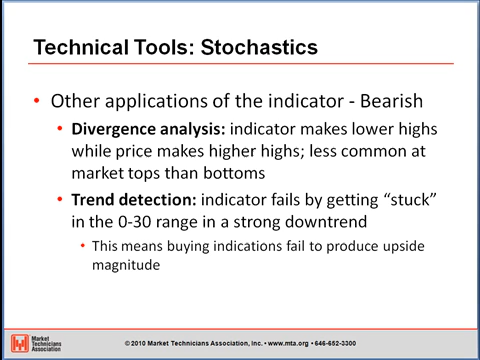 Technical Tools: Stochastics
• Other applications of the indicator - Bearish
• Divergence analysis: indicator makes lower highs
while price makes higher highs; less common at
market tops than bottoms
• Trend detection: indicator fails by getting “stuck”
in the 0-30 range in a strong downtrend
• This means buying indications fail to produce upside
magnitude
Market
Technicians
Association
© 2010 Market Technicians Association, Inc. • www.mta.org • 646-652-3300